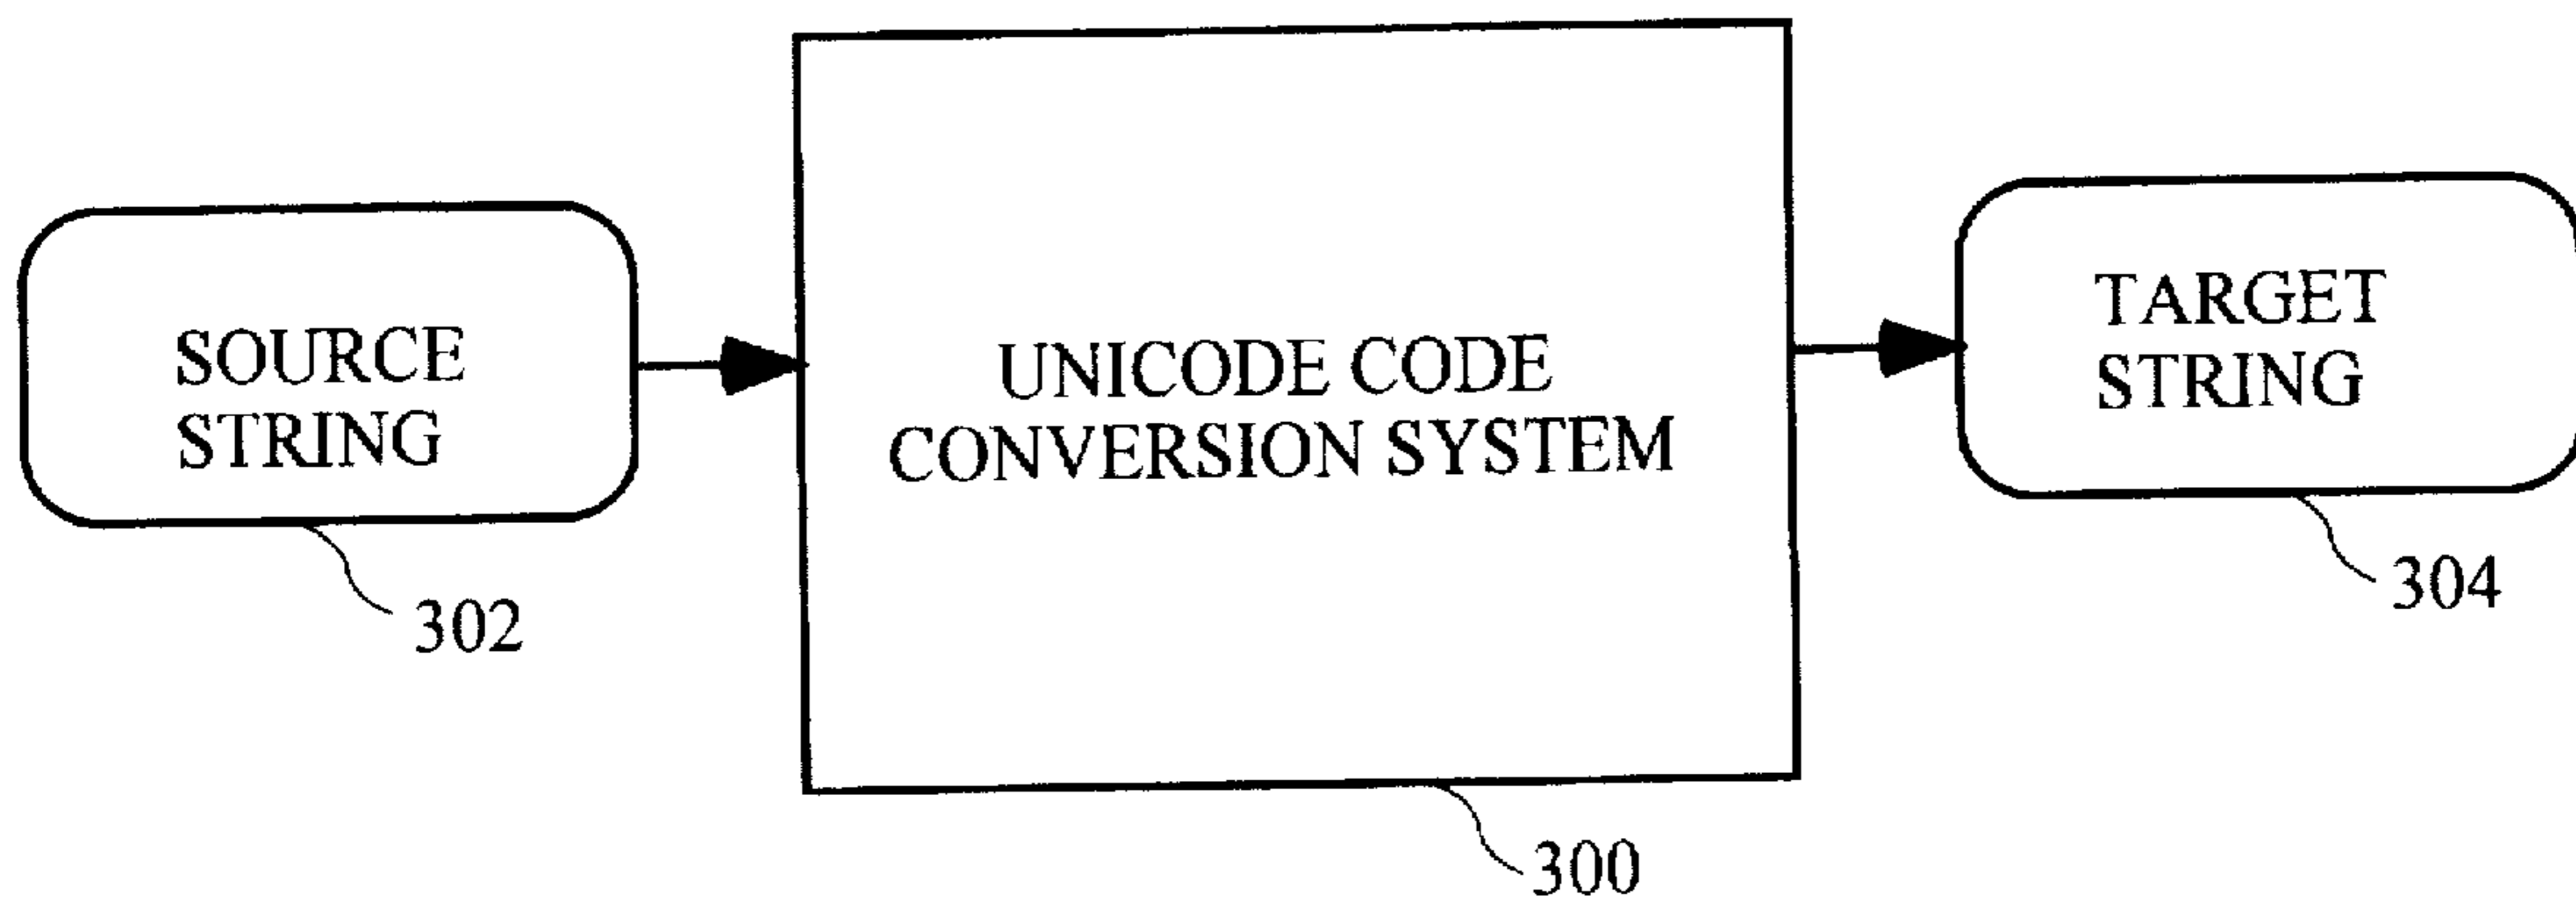 SOURCE
STRING
302
UNICODE CODE
CONVERSION SYSTEM
300
TARGET
STRING
304